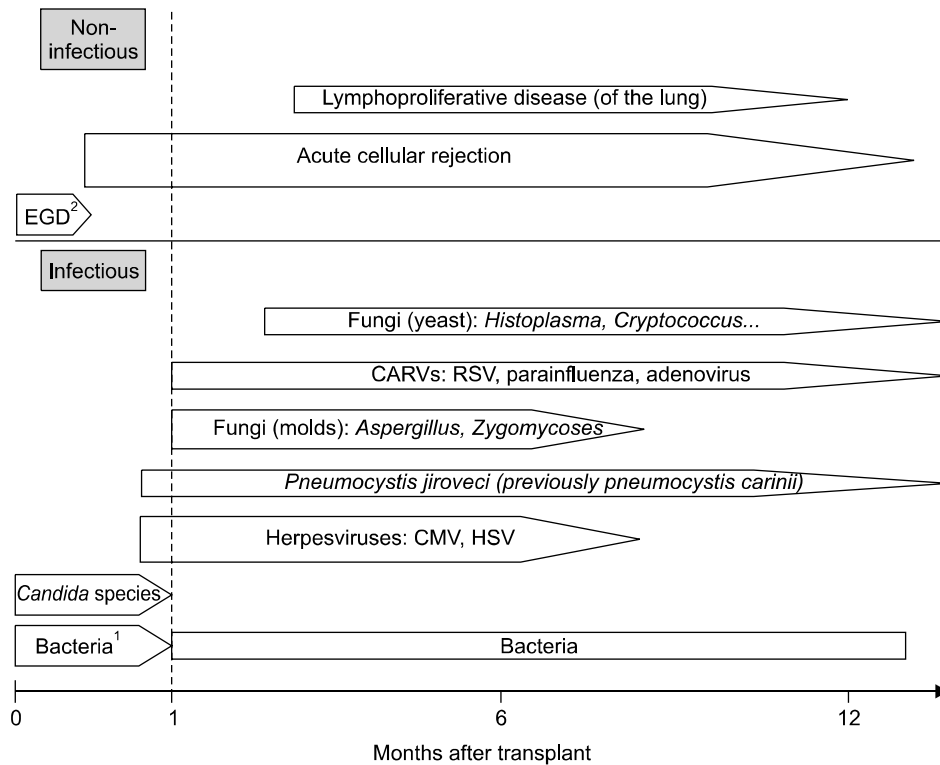 Non-
infectious
Lymphoproliferative disease (of the lung)
Acute cellular rejection
EGD²
Infectious
Fungi (yeast): Histoplasma, Cryptococcus...
CARVs: RSV, parainfluenza, adenovirus
Fungi (molds): Aspergillus, Zygomycoses
Pneumocystis jiroveci (previously pneumocystis carinii)
Herpesviruses: CMV, HSV
Candida species
Bacteria¹ Bacteria
0 1 6 12
Months after transplant